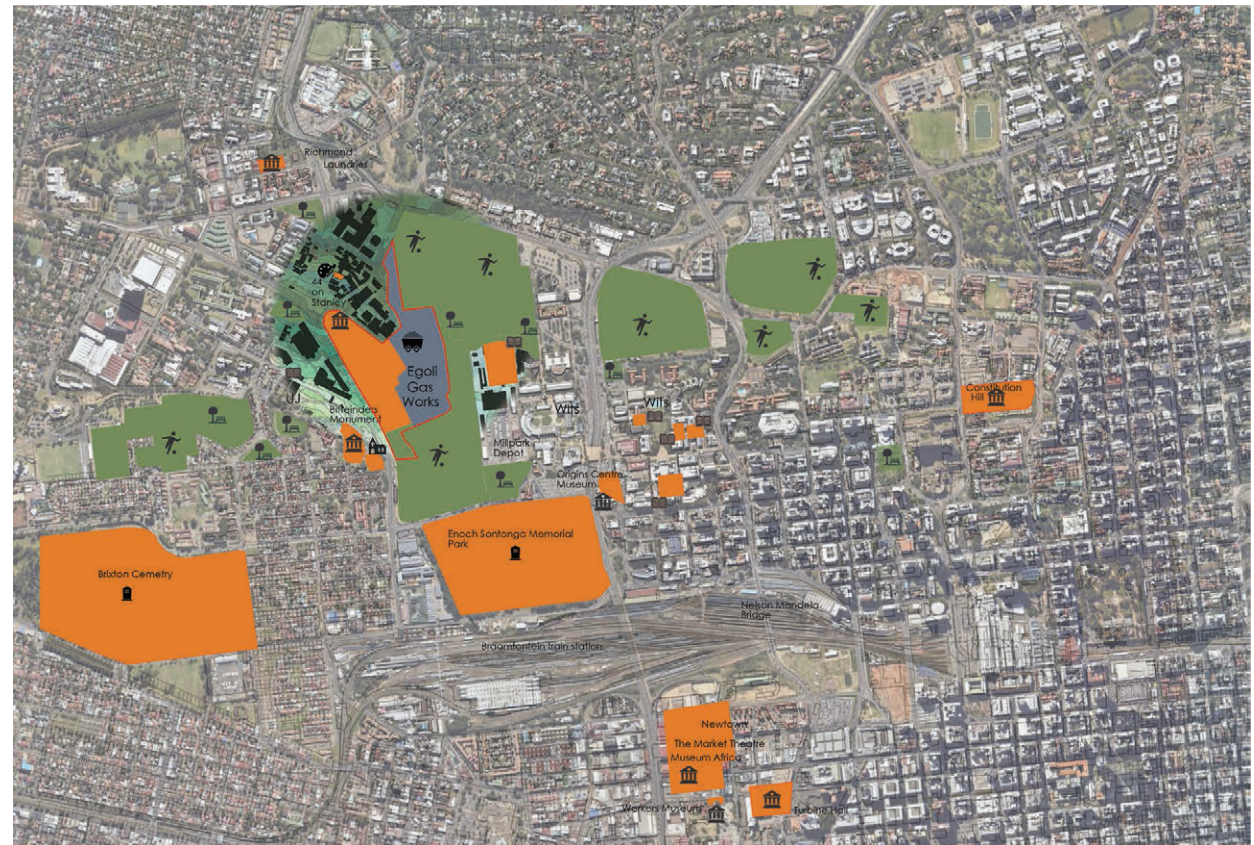 Richmond
Laundries
44
on
Stanley
Egoli
Gas
Works
UJ
Bitteinders
Monument
Wits
Wits
Millpark
Depot
Constitution
Hill
Origins Centre
Museum
Enoch Sontonga Memorial
Park
Brixton Cemetry
Nelson Mandela
Bridge
Braamfontein train station
Newtown
The Market Theatre
Museum Africa
Workers Museum
Turbine Hall